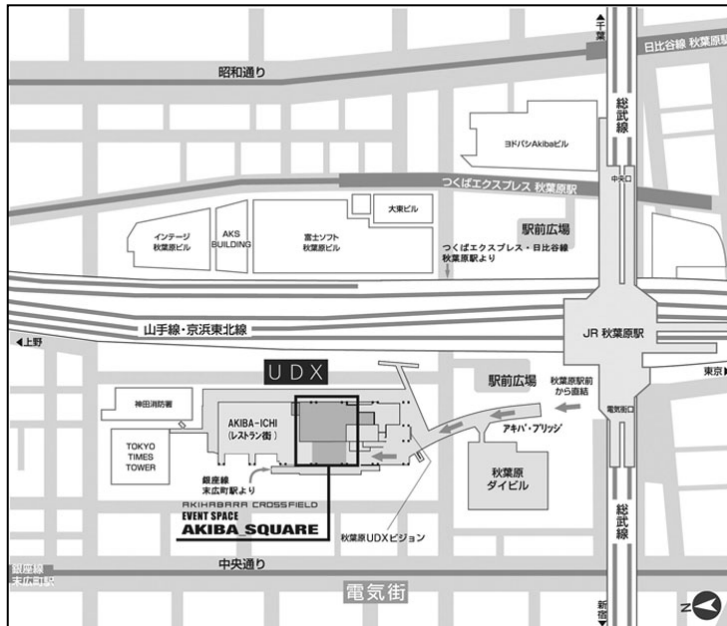 ▲千葉
日比谷線 秋葉原駅
昭和通り
総武線
ヨドバシAkibaビル
中央口
つくばエクスプレス 秋葉原駅
大東ビル
駅前広場
インテージ
秋葉原ビル
AKS
BUILDING
富士ソフト
秋葉原ビル
つくばエクスプレス・日比谷線
秋葉原駅より
山手線・京浜東北線
JR 秋葉原駅
◀上野
東京▶
UDX
駅前広場
秋葉原駅前
から直結
神田消防署
AKIBA-ICHI
(レストラン街)
電気街口
アキバ・ブリッジ
TOKYO
TIMES
TOWER
秋葉原
ダイビル
銀座線
末広町駅より
AKIHABARA CROSSFIELD
EVENT SPACE
AKIBA_SQUARE
秋葉原UDXビジョン
総武線
中央通り
銀座線
末広町駅
電気街
新宿▼
N